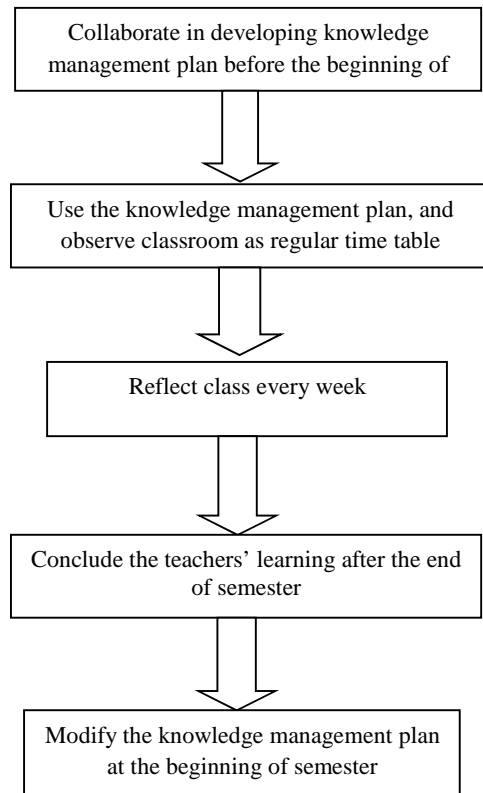 Collaborate in developing knowledge
management plan before the beginning of
Use the knowledge management plan, and
observe classroom as regular time table
Reflect class every week
Conclude the teachers’ learning after the end
of semester
Modify the knowledge management plan
at the beginning of semester